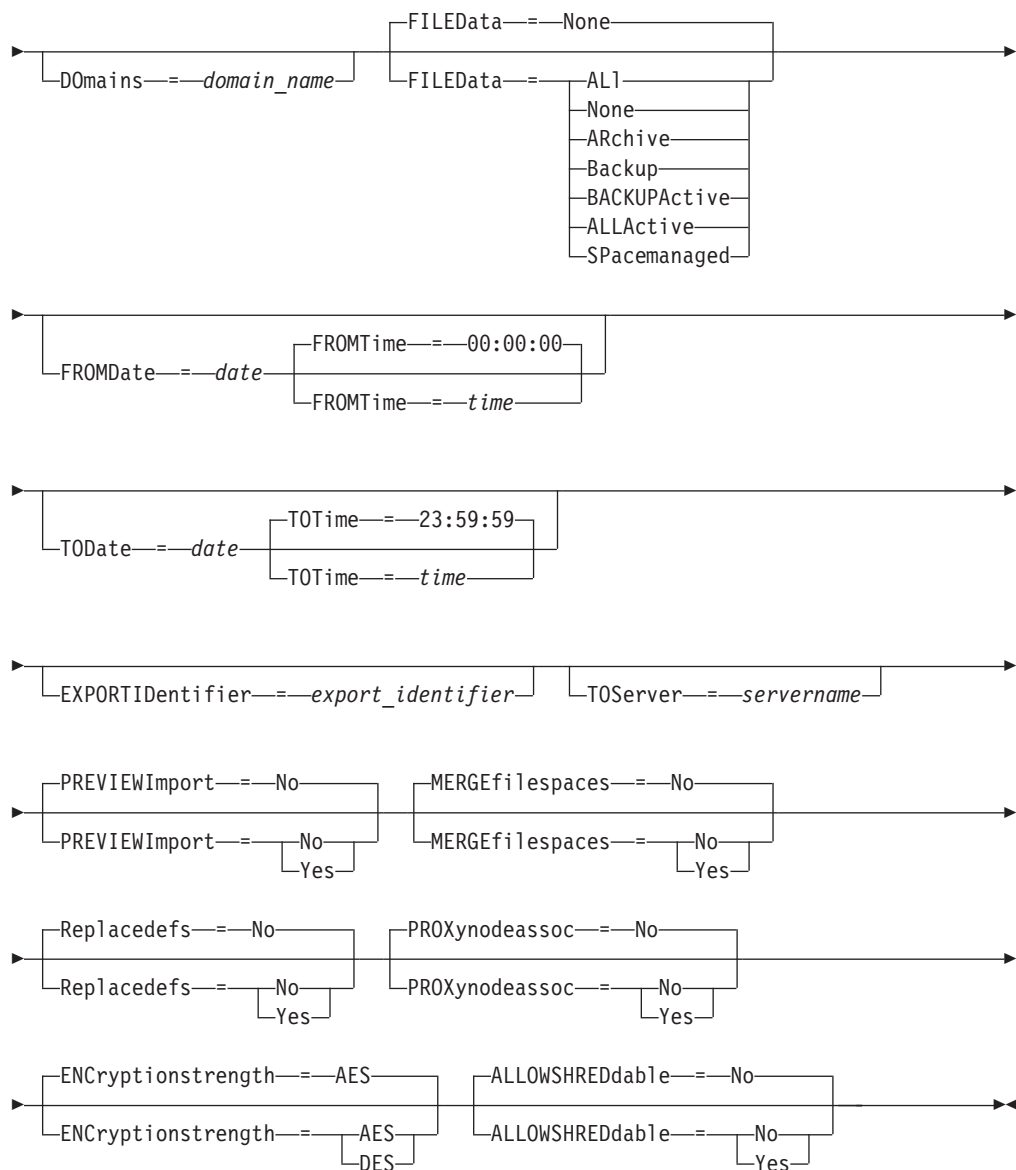 FILEData = None
DOmains = domain_name FILEData = ALl
None
ARchive
Backup
BACKUPActive
ALLActive
SPacemanaged
FROMTime = 00:00:00
FROMDate = date
FROMTime = time
TOTime = 23:59:59
TODate = date
TOTime = time
EXPORTIDentifier = export_identifier TOServer = servername
PREVIEWImport = No MERGEfilespaces = No
PREVIEWImport = No MERGEfilespaces = No
Yes Yes
Replacedefs = No PROXynodeassoc = No
Replacedefs = No PROXynodeassoc = No
Yes Yes
ENCryptionstrength = AES ALLOWSHREDdable = No
ENCryptionstrength = AES ALLOWSHREDdable = No
DES Yes